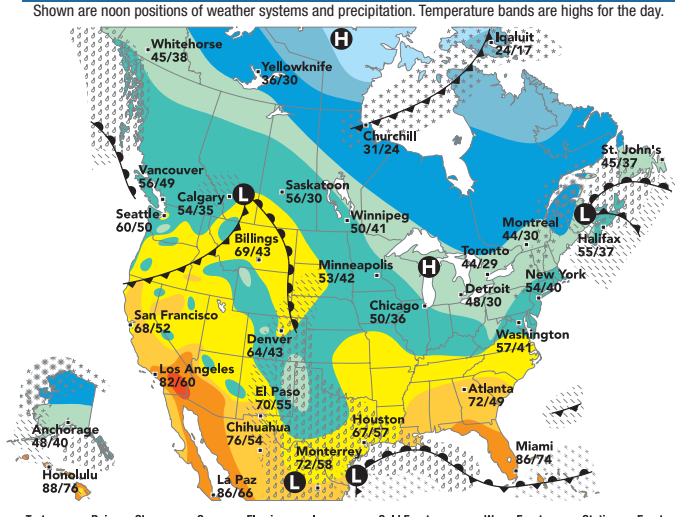 Shown are noon positions of weather systems and precipitation. Temperature bands are highs for the day.
Whitehorse
45/38
H
Iqaluit
24/17
Yellowknife
36/30
Churchill
31/24
St. John's
45/37
Vancouver
56/49
Calgary
54/35
L
Saskatoon
56/30
Seattle
60/50
Winnipeg
50/41
L
Montreal
44/30
Halifax
55/37
Billings
69/43
Toronto
44/29
Minneapolis
53/42
H
New York
54/40
Detroit
48/30
San Francisco
68/52
Chicago
50/36
Denver
64/43
Washington
57/41
Los Angeles
82/60
El Paso
70/55
Atlanta
72/49
Anchorage
48/40
Chihuahua
76/54
Houston
67/57
Monterrey
72/58
Miami
86/74
Honolulu
88/76
La Paz
86/66
L
L